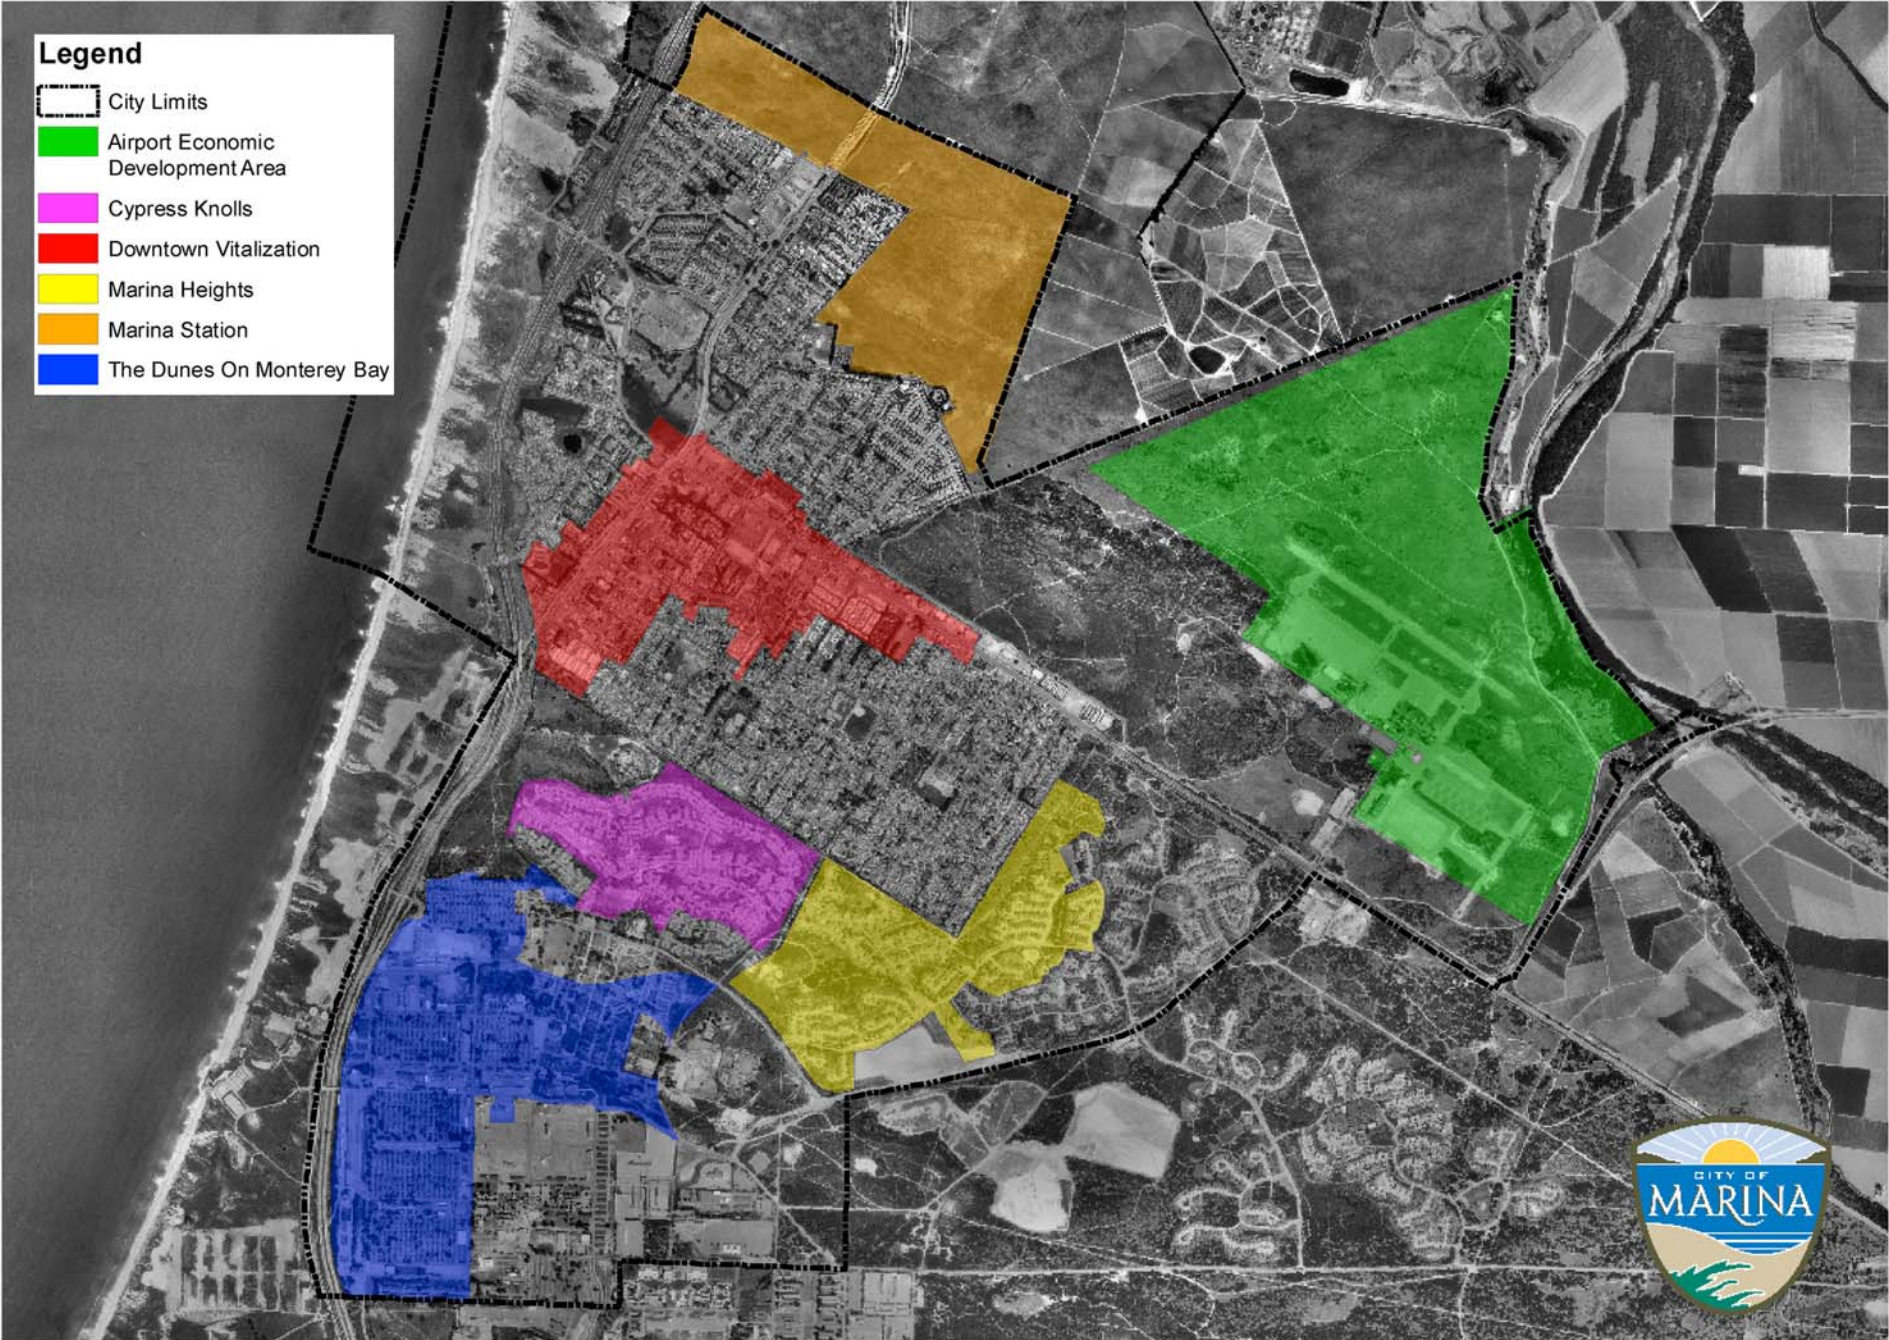 Legend
City Limits
Airport Economic
Development Area
Cypress Knolls
Downtown Vitalization
Marina Heights
Marina Station
The Dunes On Monterey Bay
CITY OF
MARINA